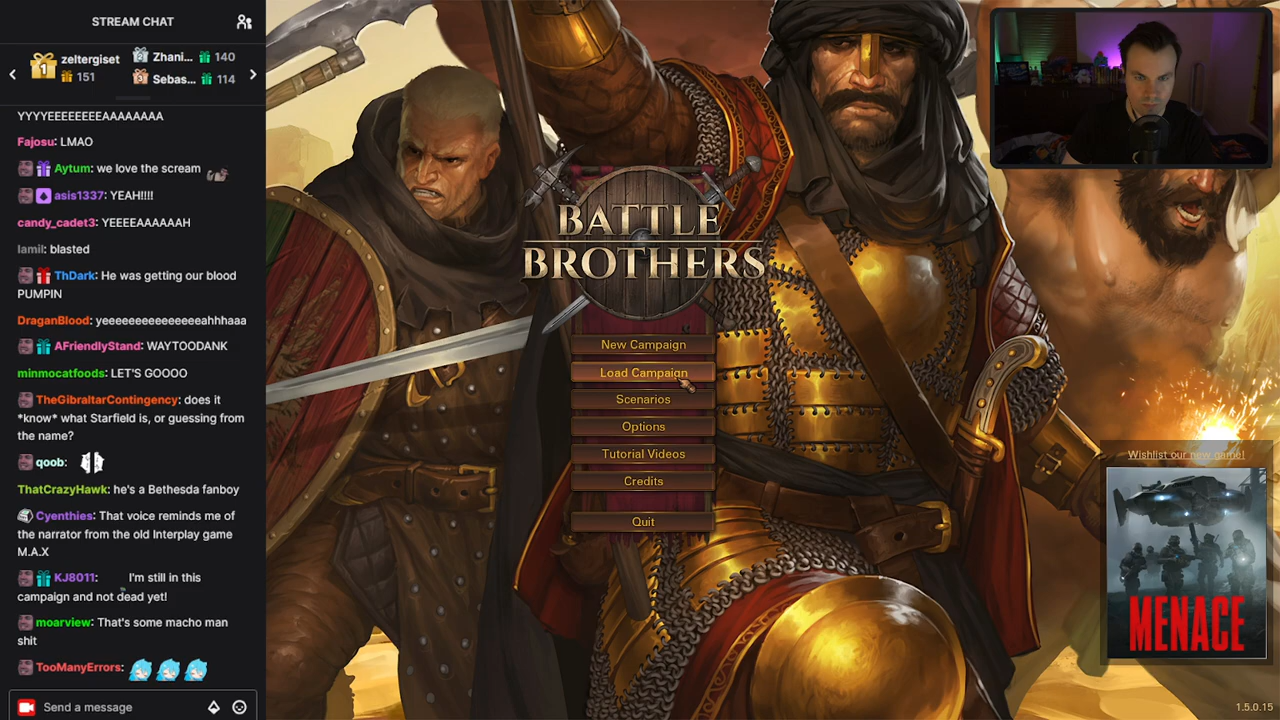 STREAM CHAT
1
zeltergiset
151
2
Zhani...
140
3
Sebas...
114
YYYYEEEEEEEEAAAAAAAA
Fajosu: LMAO
Aytum: we love the scream
asis1337: YEAH!!!!
candy_cadet3: YEEEEAAAAAAH
lamil: blasted
ThDark: He was getting our blood
PUMPIN
DraganBlood: yeeeeeeeeeeeeeeahhhaaa
AFriendlyStand: WAYTOODANK
minmocatfoods: LET'S GOOOO
TheGibraltarContingency: does it
*know* what Starfield is, or guessing from
the name?
qoob:
ThatCrazyHawk: he's a Bethesda fanboy
Cyenthies: That voice reminds me of
the narrator from the old Interplay game
M.A.X
KJ8011: I'm still in this
campaign and not dead yet!
moarview: That's some macho man
shit
TooManyErrors:
Send a message
BATTLE
BROTHERS
New Campaign
Load Campaign
Scenarios
Options
Tutorial Videos
Credits
Quit
Wishlist our new game!
MENACE
1.5.0.15